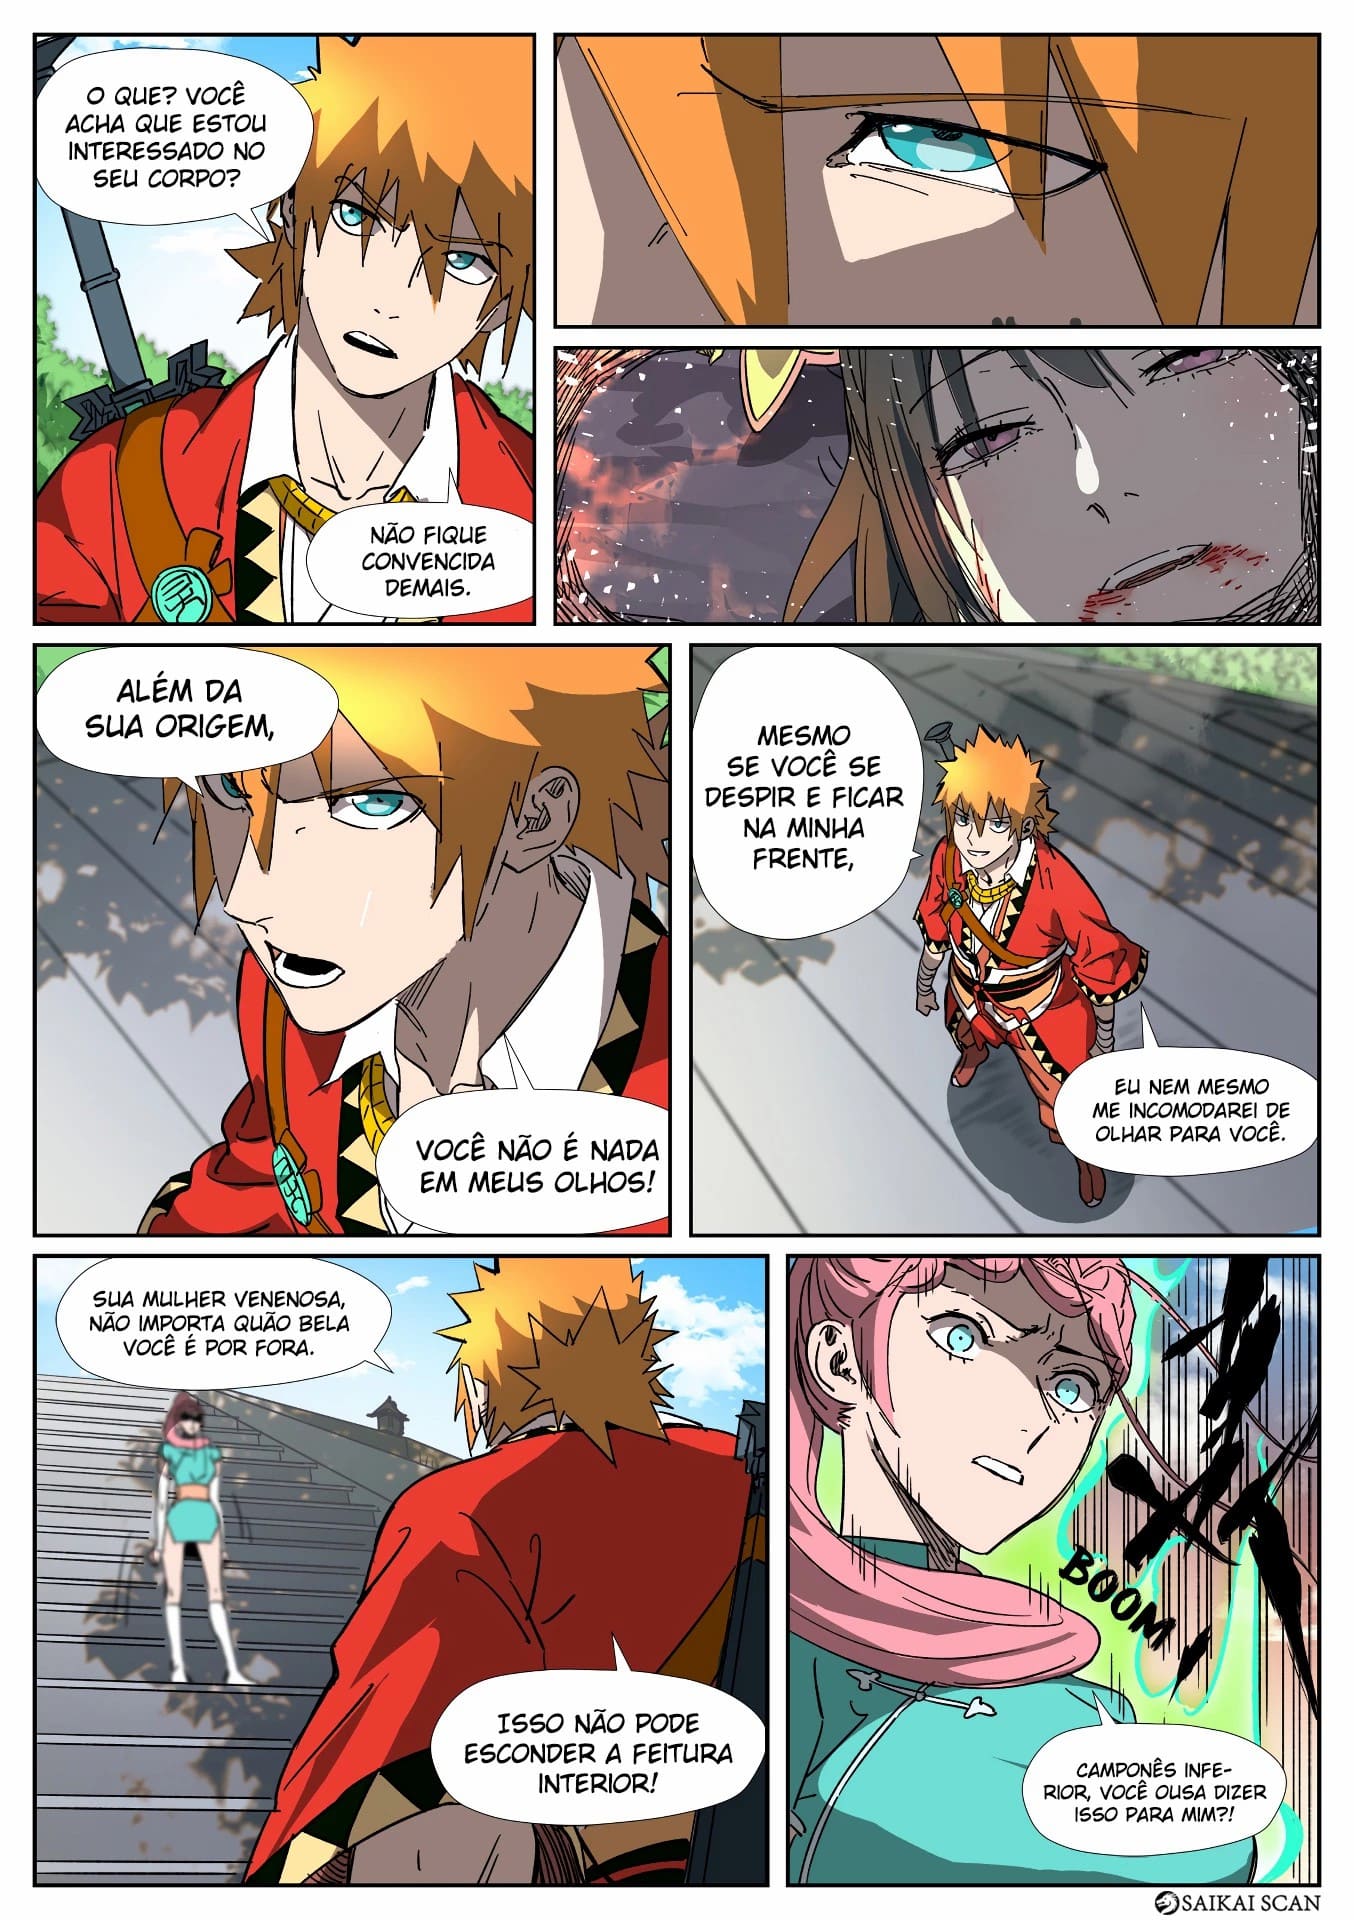 O QUE? VOCÊ
ACHA QUE ESTOU
INTERESSADO NO
SEU CORPO?
NÃO FIQUE
CONVENCIDA
DEMAIS.
ALÉM DA
SUA ORIGEM,
VOCÊ NÃO É NADA
EM MEUS OLHOS!
MESMO
SE VOCÊ SE
DESPIR E FICAR
NA MINHA
FRENTE,
EU NEM MESMO
ME INCOMODAREI DE
OLHAR PARA VOCÊ.
SUA MULHER VENENOSA,
NÃO IMPORTA QUÃO BELA
VOCÊ É POR FORA.
ISSO NÃO PODE
ESCONDER A FEITURA
INTERIOR!
BOOM
CAMPONÊS INFE-
RIOR, VOCÊ OUSA DIZER
ISSO PARA MIM?!
SAIKAI SCAN